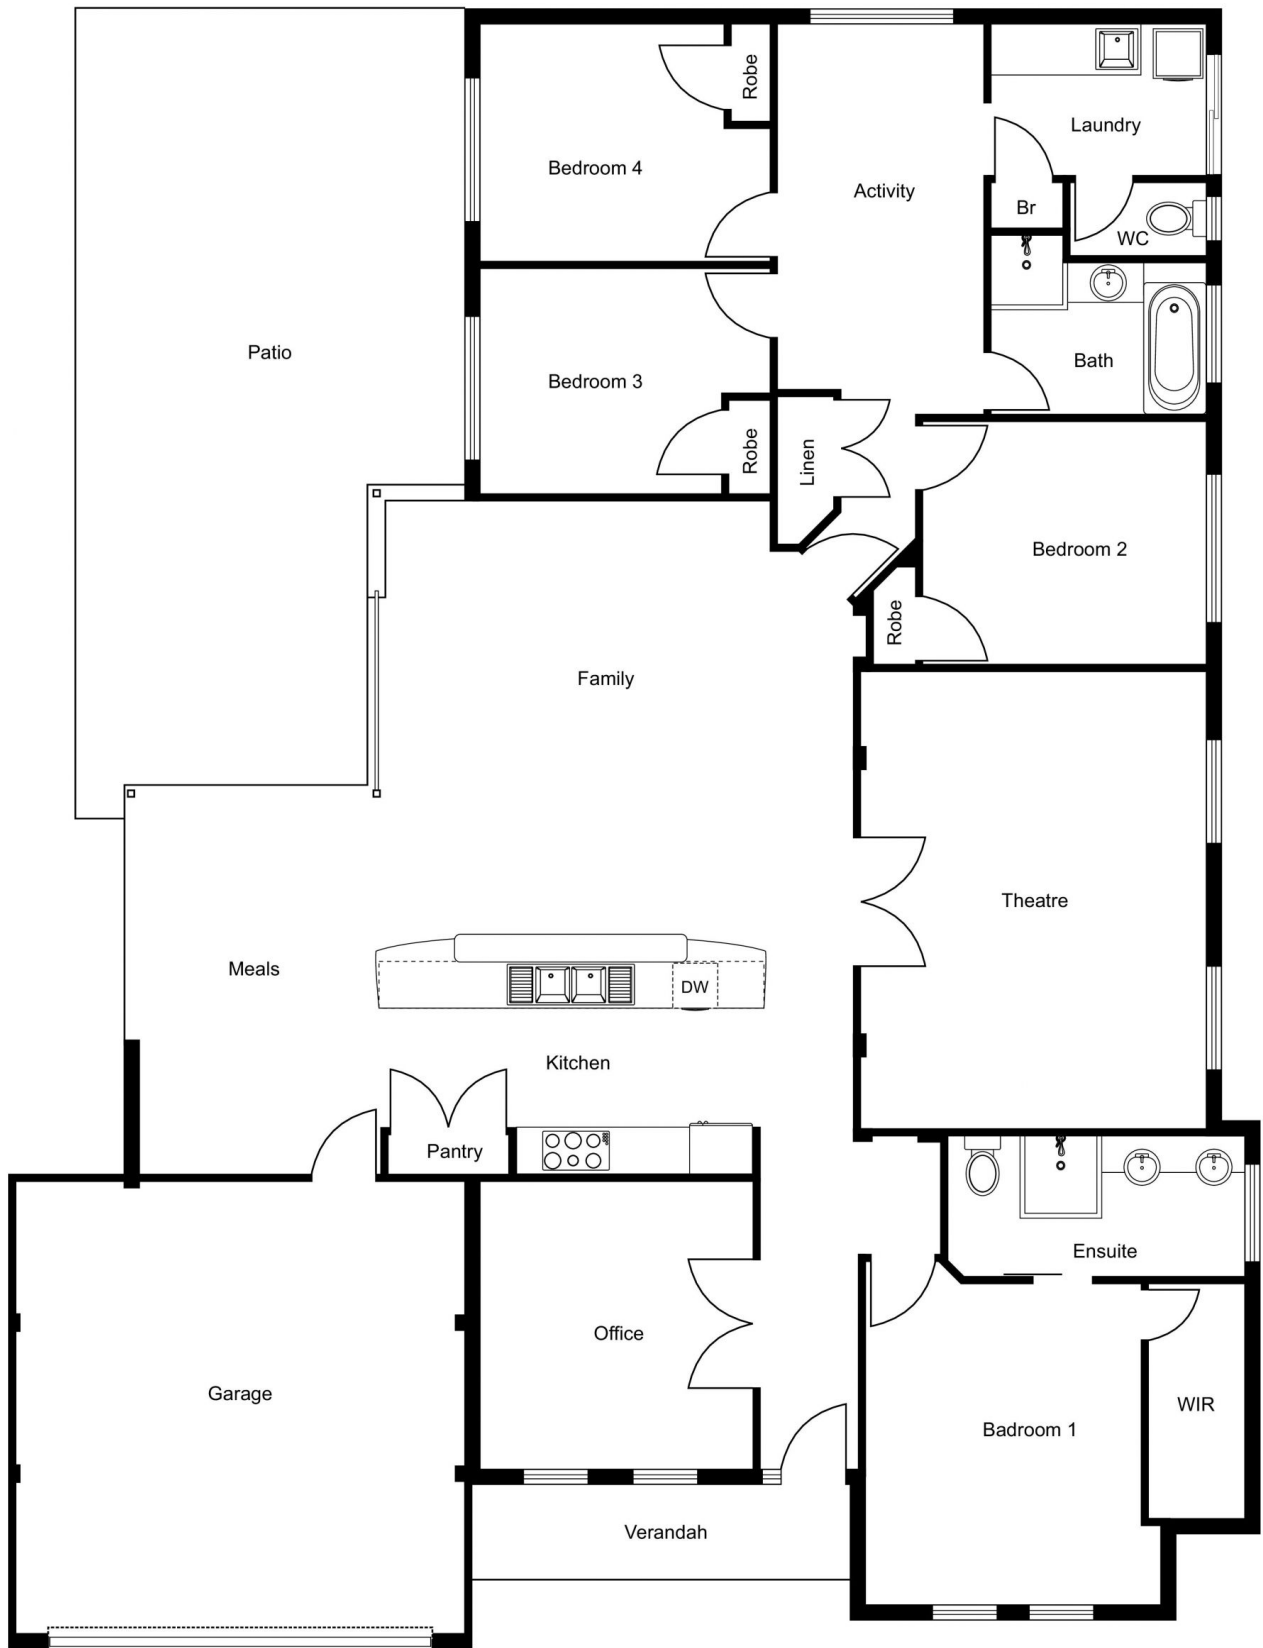 Robe
Laundry
Bedroom 4
Activity
Br
WC
Patio
Bath
Bedroom 3
Robe
Linen
Bedroom 2
Robe
Family
Theatre
Meals
DW
Kitchen
Pantry
Ensuite
Office
Garage
WIR
Badroom 1
Verandah